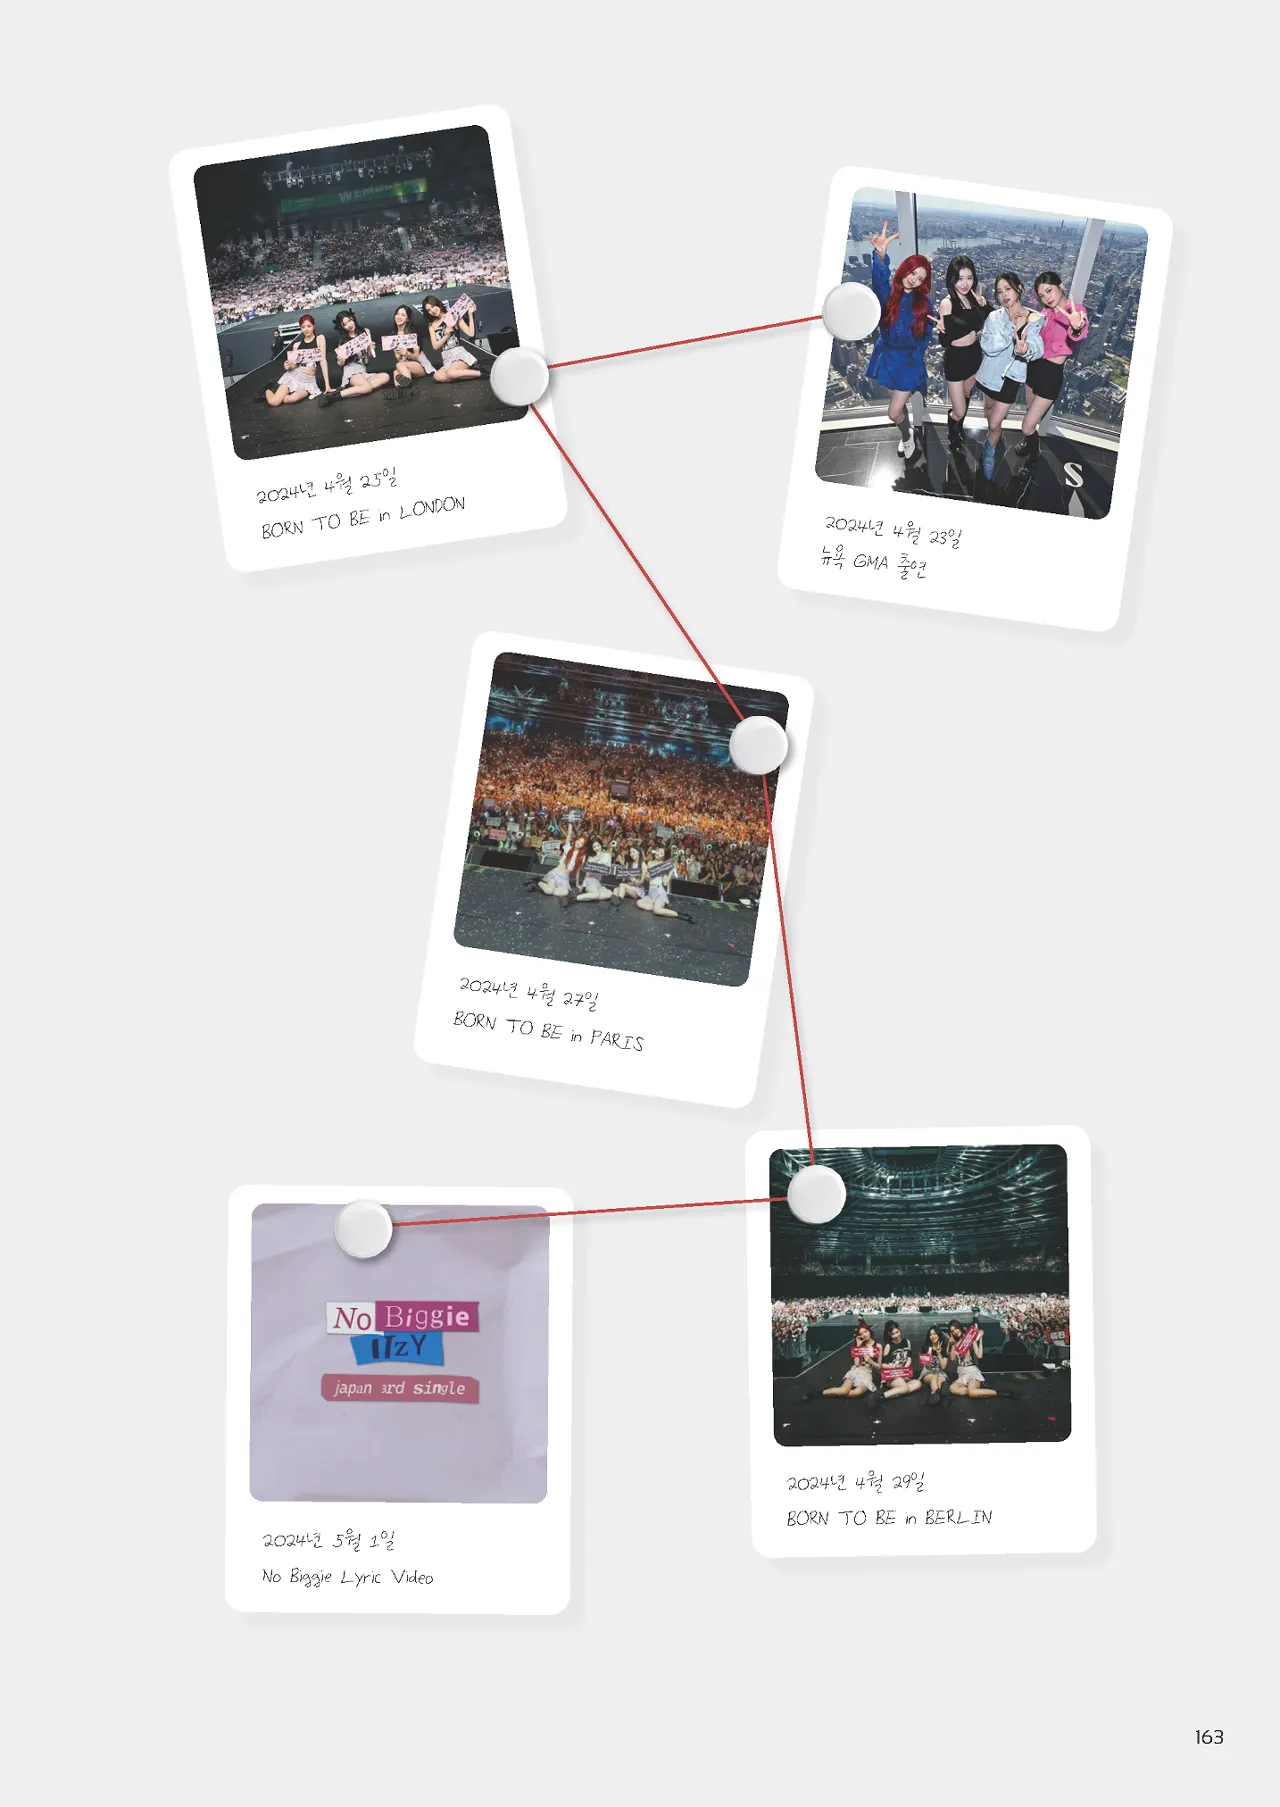 WEMBLEY
2024년 4월 25일
BORN TO BE in LONDON
S
2024년 4월 23일
뉴욕 GMA 출연
2024년 4월 27일
BORN TO BE in PARIS
No Biggie
ITZY
japan 3rd single
2024년 5월 1일
No Biggie Lyric Video
2024년 4월 29일
BORN TO BE in BERLIN
163